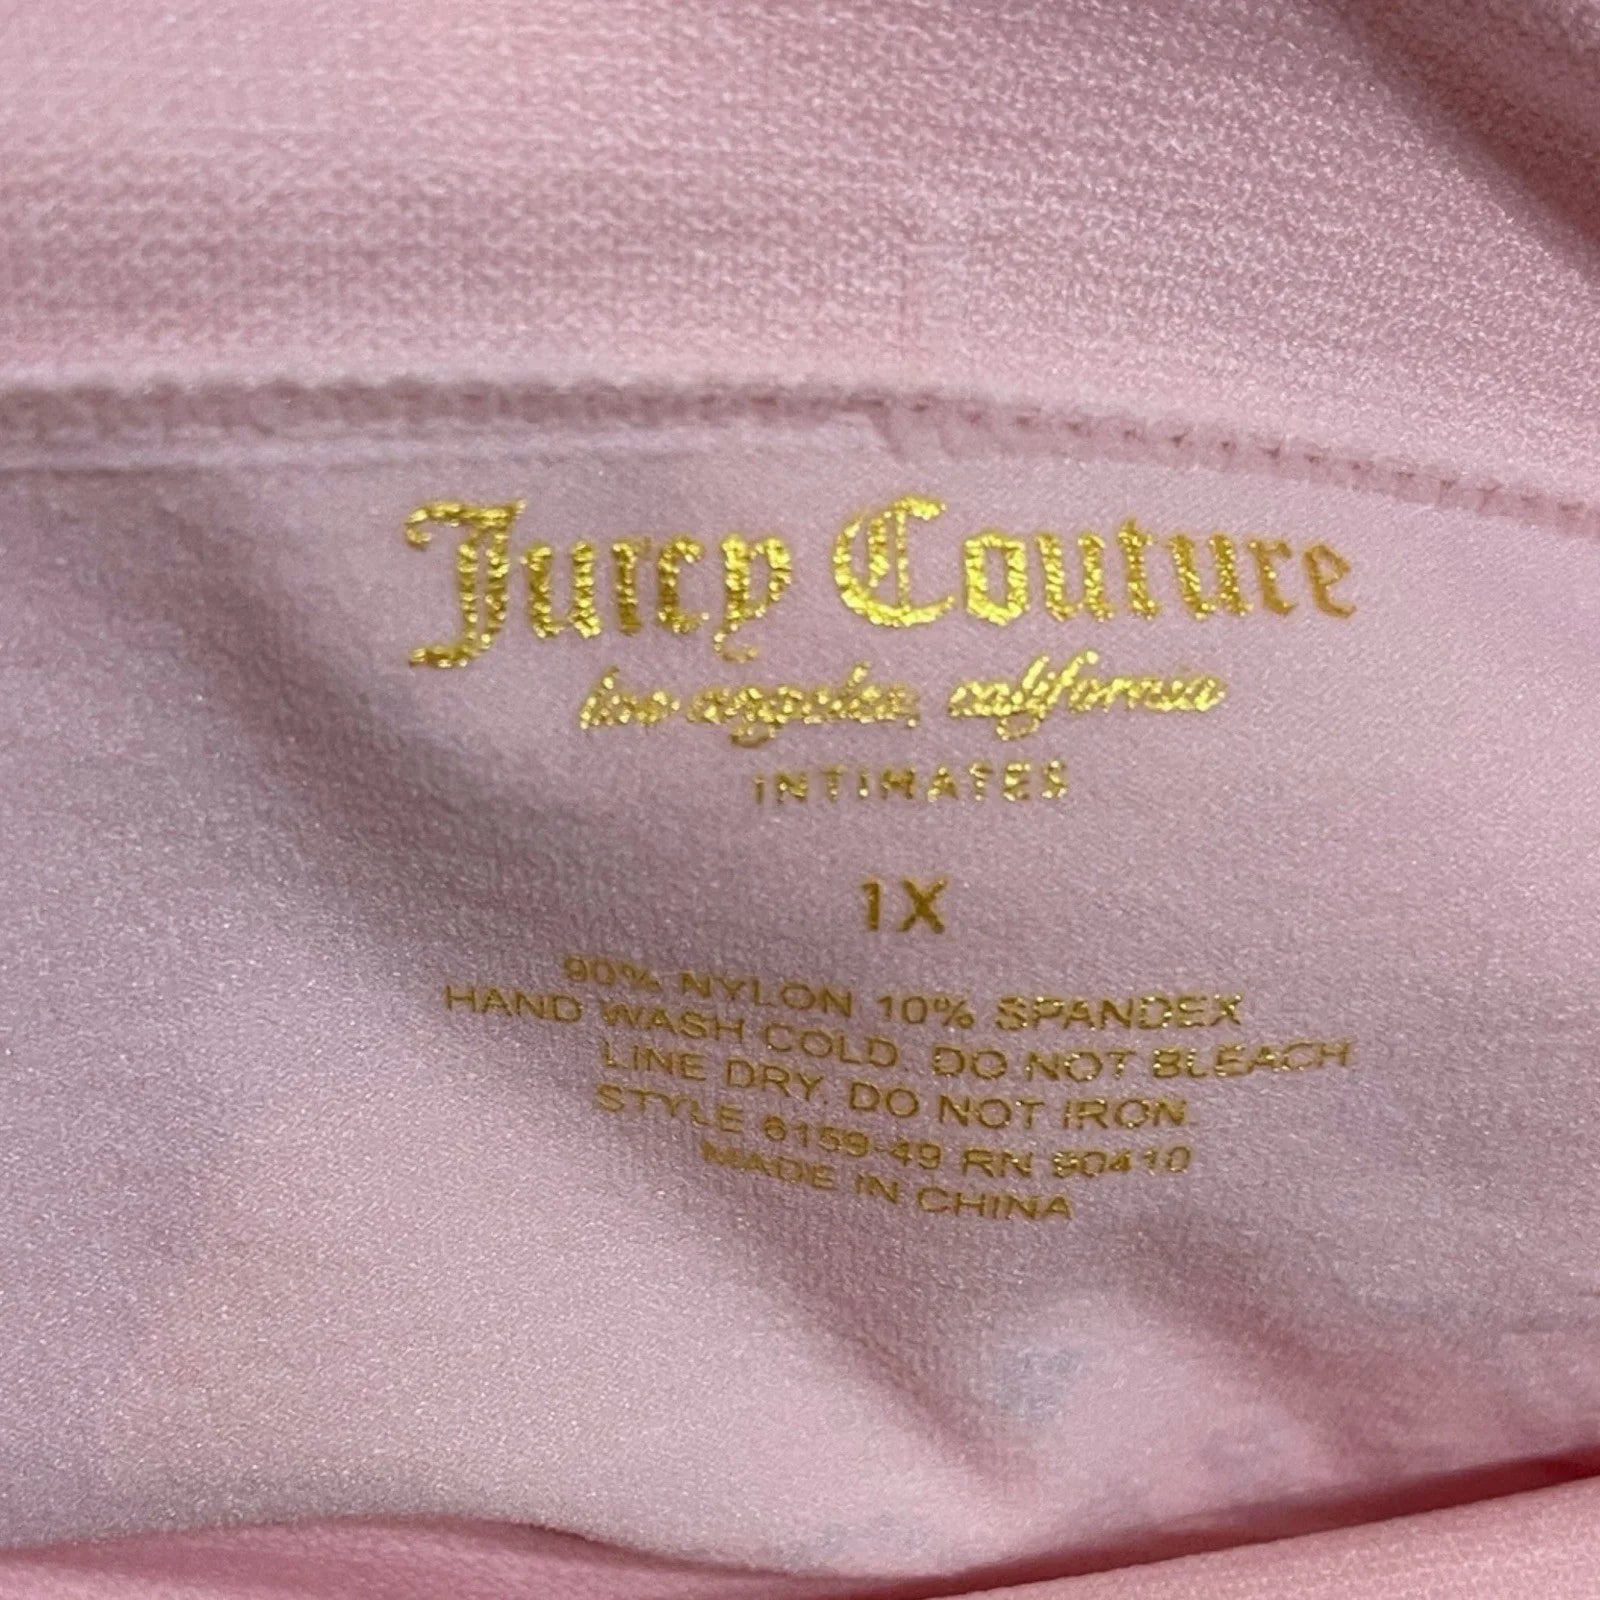 Juicy Couture
los angeles, california
INTIMATES
1X
90% NYLON 10% SPANDEX
HAND WASH COLD. DO NOT BLEACH
LINE DRY. DO NOT IRON.
STYLE 6159-49 RN 90410
MADE IN CHINA